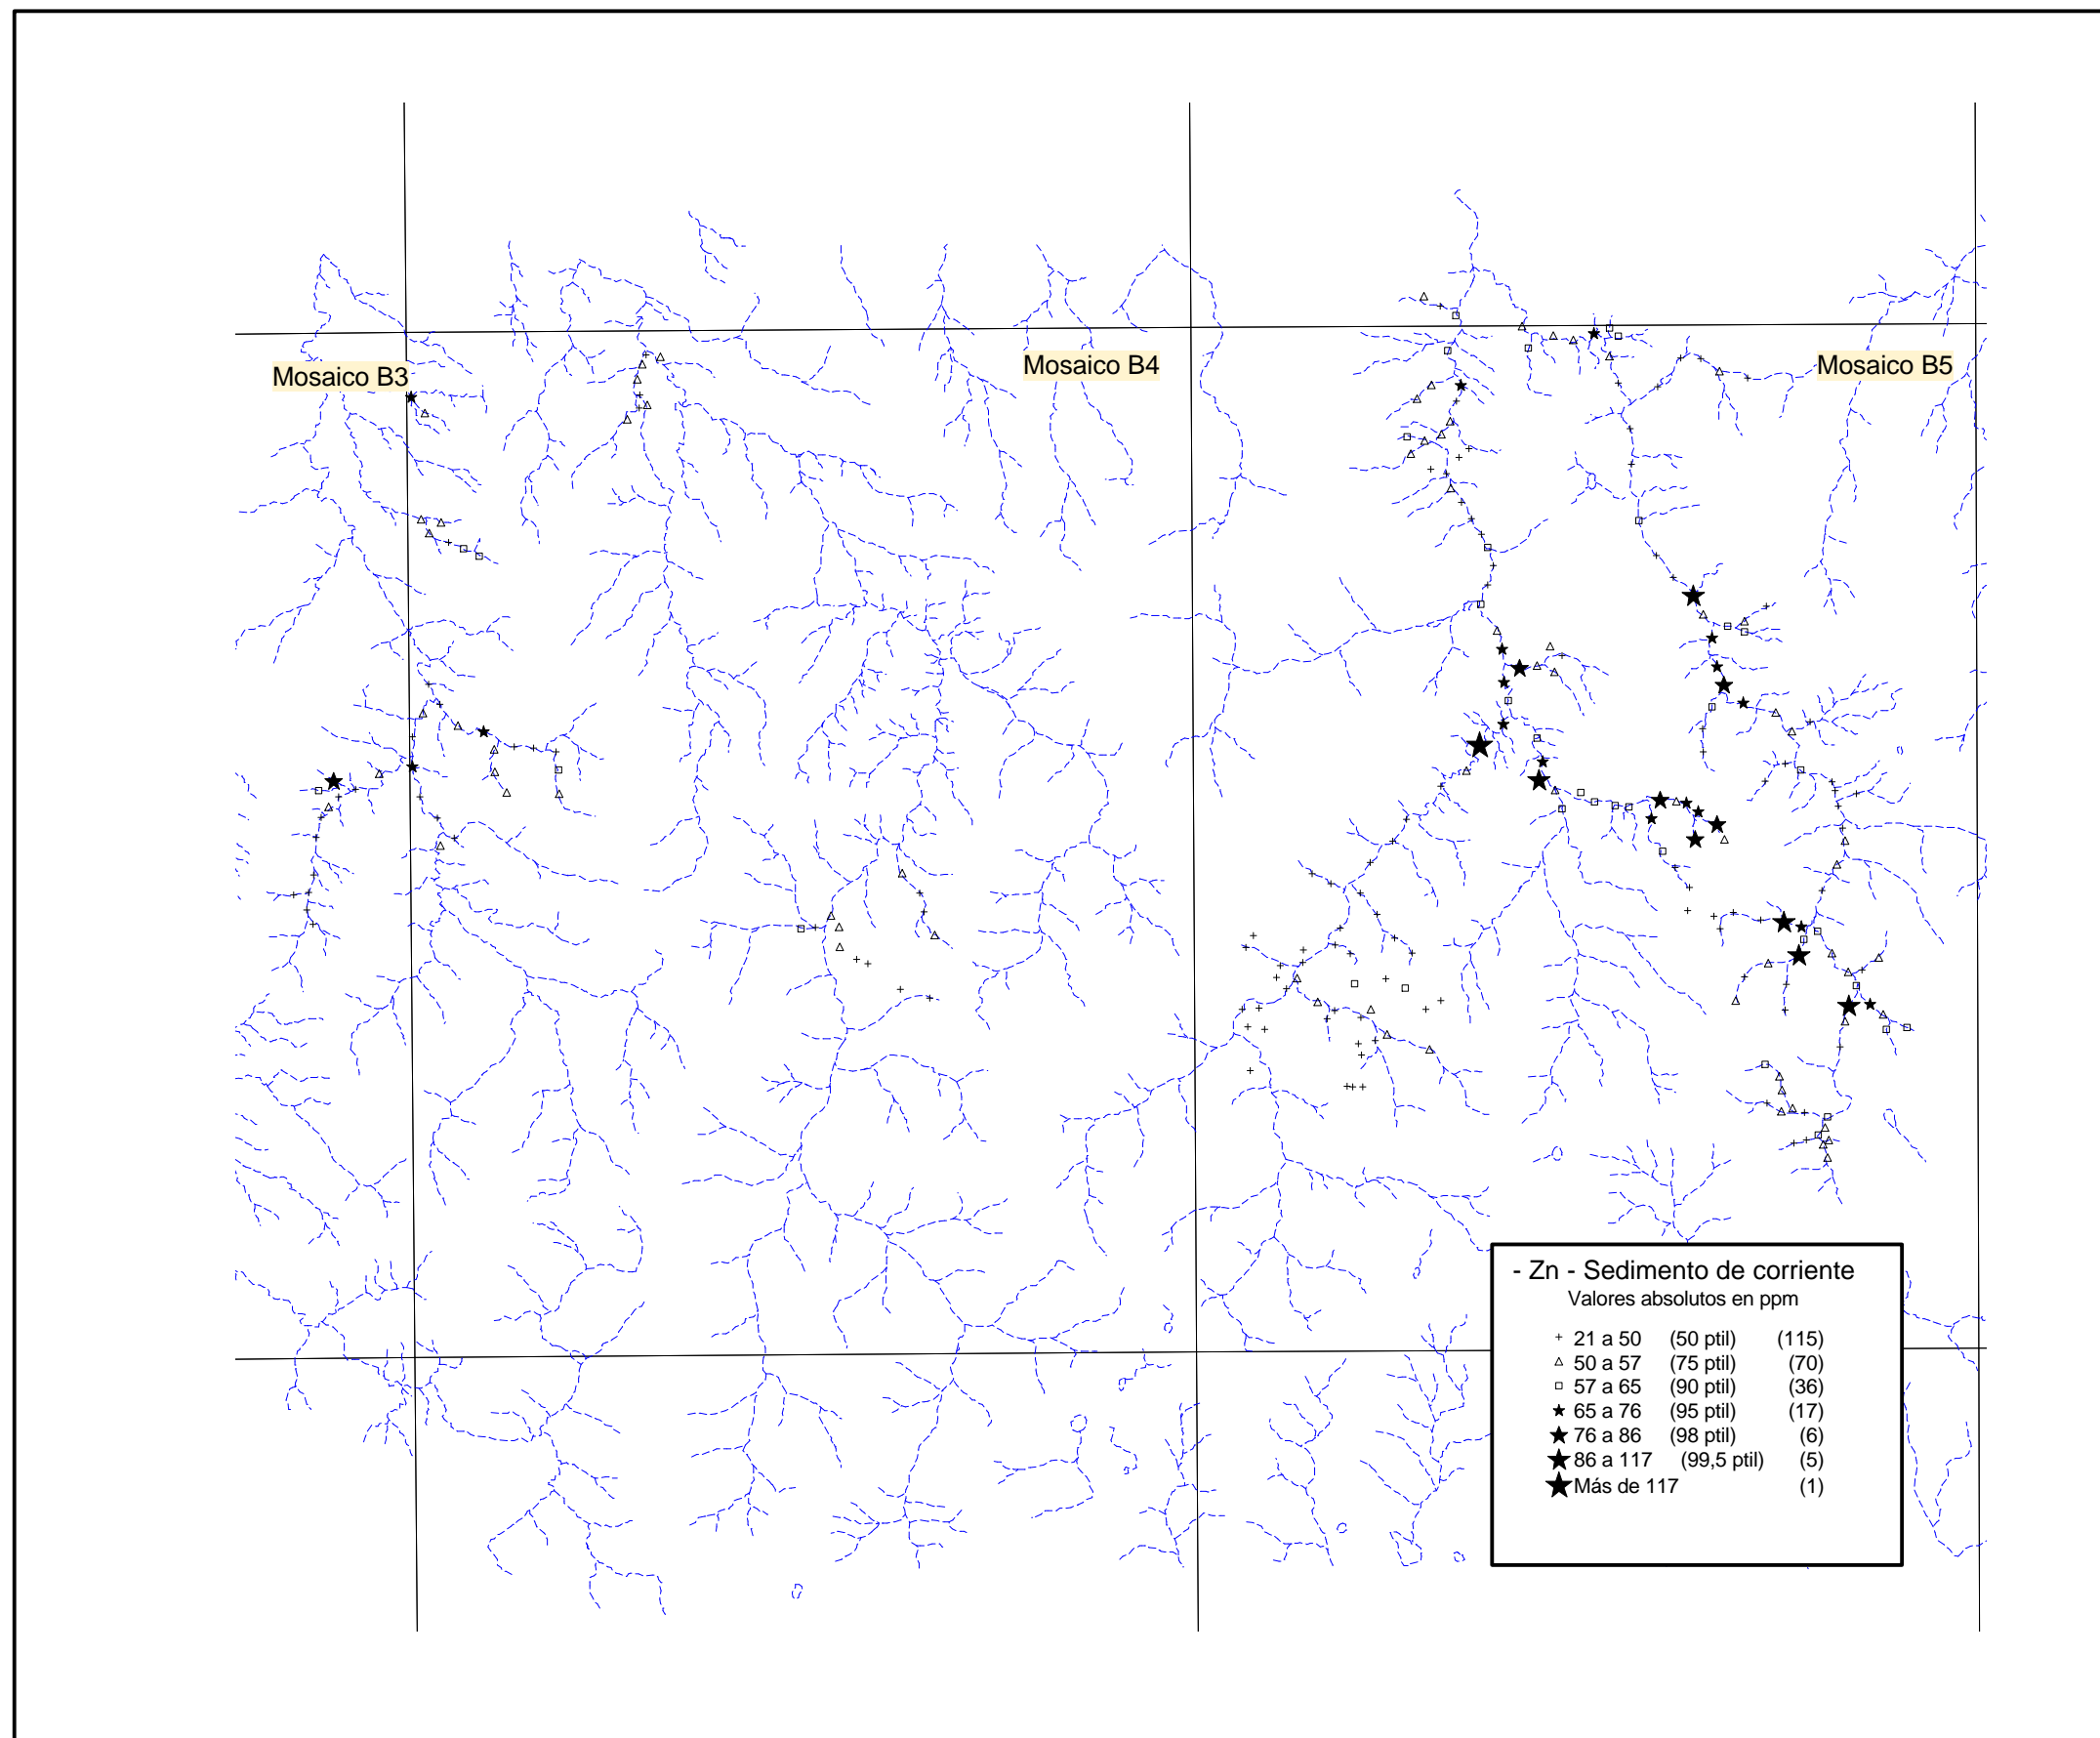 Mosaico B3
Mosaico B4
Mosaico B5
- Zn - Sedimento de corriente
Valores absolutos en ppm
21 a 50 (50 ptil) (115)
50 a 57 (75 ptil) (70)
57 a 65 (90 ptil) (36)
65 a 76 (95 ptil) (17)
76 a 86 (98 ptil) (6)
86 a 117 (99,5 ptil) (5)
Más de 117 (1)